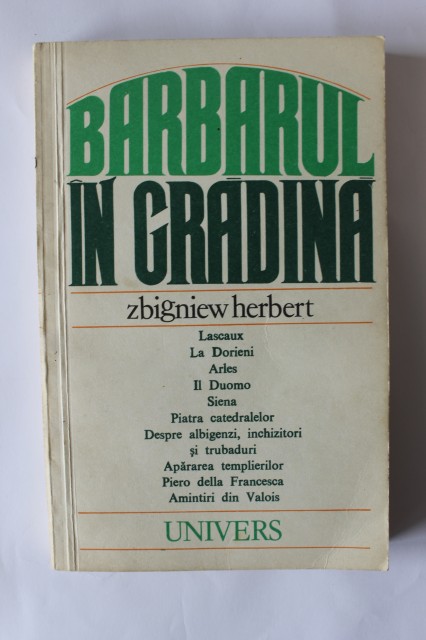 BARBARUL
ÎN GRĂDINĂ
zbigniew herbert
Lascaux
La Dorieni
Arles
Il Duomo
Siena
Piatra catedralelor
Despre albigenzi, inchizitori
și trubaduri
Apărarea templierilor
Piero della Francesca
Amintiri din Valois
UNIVERS